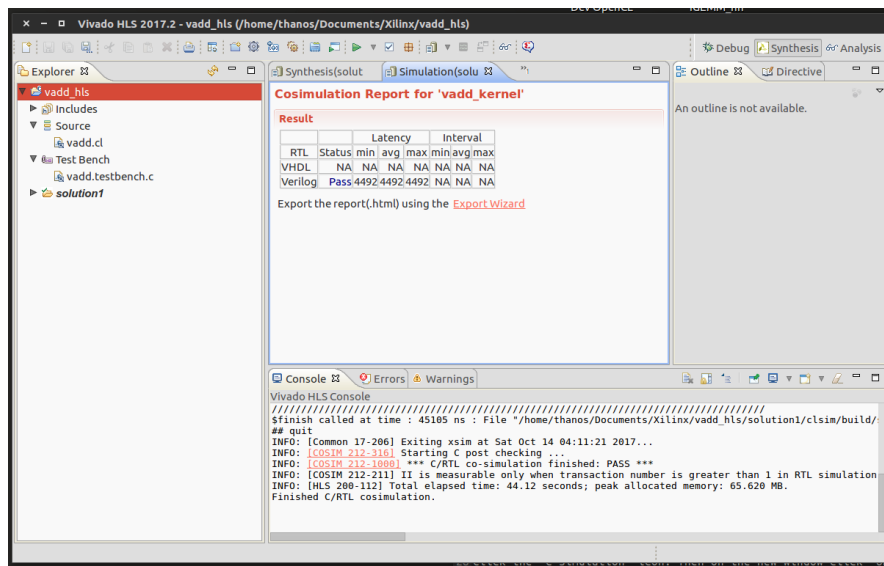 Vivado HLS 2017.2 - vadd_hls (/home/thanos/Documents/Xilinx/vadd_hls)
Debug Synthesis Analysis
Explorer
vadd_hls
Includes
Source
vadd.cl
Test Bench
vadd.testbench.c
solution1
Synthesis(solut Simulation(solu
Cosimulation Report for 'vadd_kernel'
Result
Latency Interval
RTL Status min avg max min avg max
VHDL NA NA NA NA NA NA NA
Verilog Pass 4492 4492 4492 NA NA NA
Export the report(.html) using the Export Wizard
Outline Directive
An outline is not available.
Console Errors Warnings
Vivado HLS Console
////////////////////////////////////////////////////////////////////////////////////
$finish called at time : 45105 ns : File "/home/thanos/Documents/Xilinx/vadd_hls/solution1/clsim/build/
## quit
INFO: [Common 17-206] Exiting xsim at Sat Oct 14 04:11:21 2017...
INFO: [COSIM 212-316] Starting C post checking ...
INFO: [COSIM 212-1000] *** C/RTL co-simulation finished: PASS ***
INFO: [COSIM 212-211] II is measurable only when transaction number is greater than 1 in RTL simulation
INFO: [HLS 200-112] Total elapsed time: 44.12 seconds; peak allocated memory: 65.620 MB.
Finished C/RTL cosimulation.